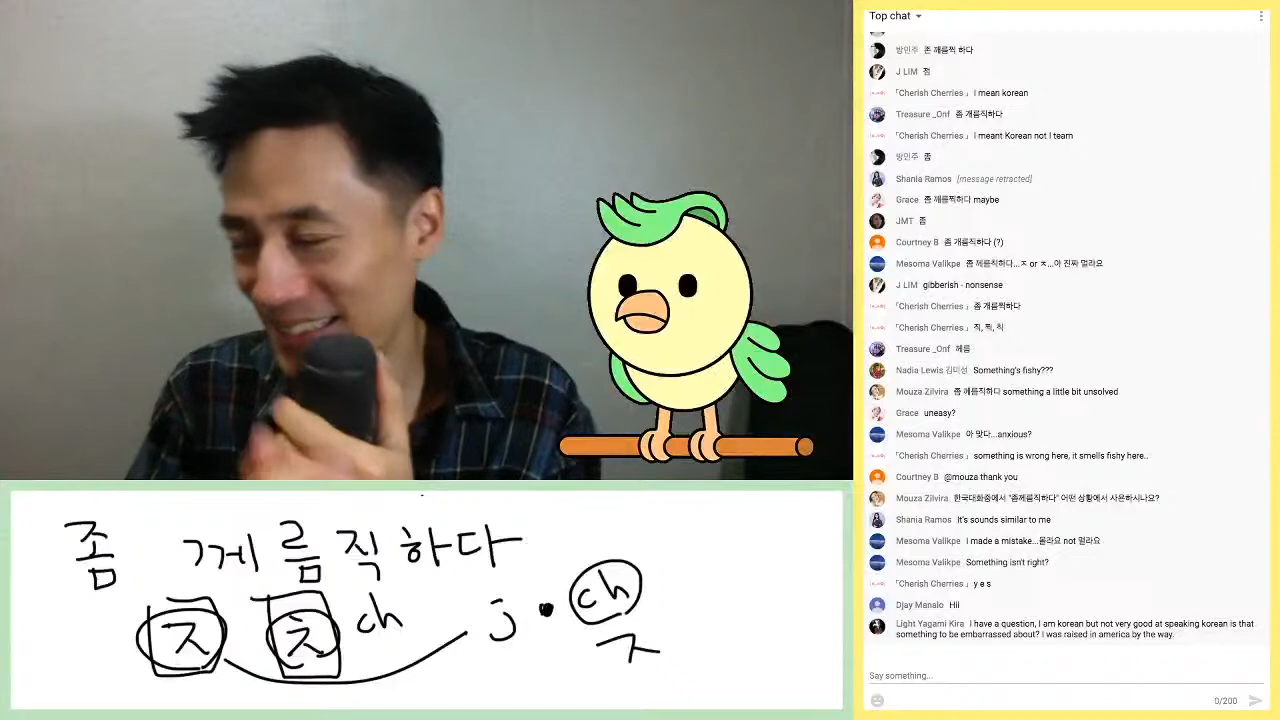 좀 께름직하다
ㅈ ㅊ ch j · ch
ㅈ
Top chat
방민주 좀 깨름찍 하다
J LIM 점
「Cherish Cherries 」 I mean korean
Treasure _Onf 좀 개름직하다
「Cherish Cherries 」 I meant Korean not I team
방민주 좀
Shania Ramos [message retracted]
Grace 좀 께름찍하다 maybe
JMT 좀
Courtney B 좀 개름직하다 (?)
Mesoma Valikpe 좀 헤름칙하다...ㅈ or ㅊ...아 진짜 멀라요
J LIM gibberish - nonsense
「Cherish Cherries 」 좀 개름찍하다
「Cherish Cherries 」 직, 찍, 칙
Treasure _Onf 헤름
Nadia Lewis 김미성 Something's fishy???
Mouza Zilvira 좀 께름직하다 something a little bit unsolved
Grace uneasy?
Mesoma Valikpe 아 맞다...anxious?
「Cherish Cherries 」 something is wrong here, it smells fishy here..
Courtney B @mouza thank you
Mouza Zilvira 한국대화중에서 "좀께름직하다" 어떤 상황에서 사용하시나요?
Shania Ramos It's sounds similar to me
Mesoma Valikpe I made a mistake...몰라요 not 멀라요
Mesoma Valikpe Something isn't right?
「Cherish Cherries 」 y e s
Djay Manalo Hii
Light Yagami Kira I have a question, I am korean but not very good at speaking korean is that
something to be embarrassed about? I was raised in america by the way.
Say something...
0/200